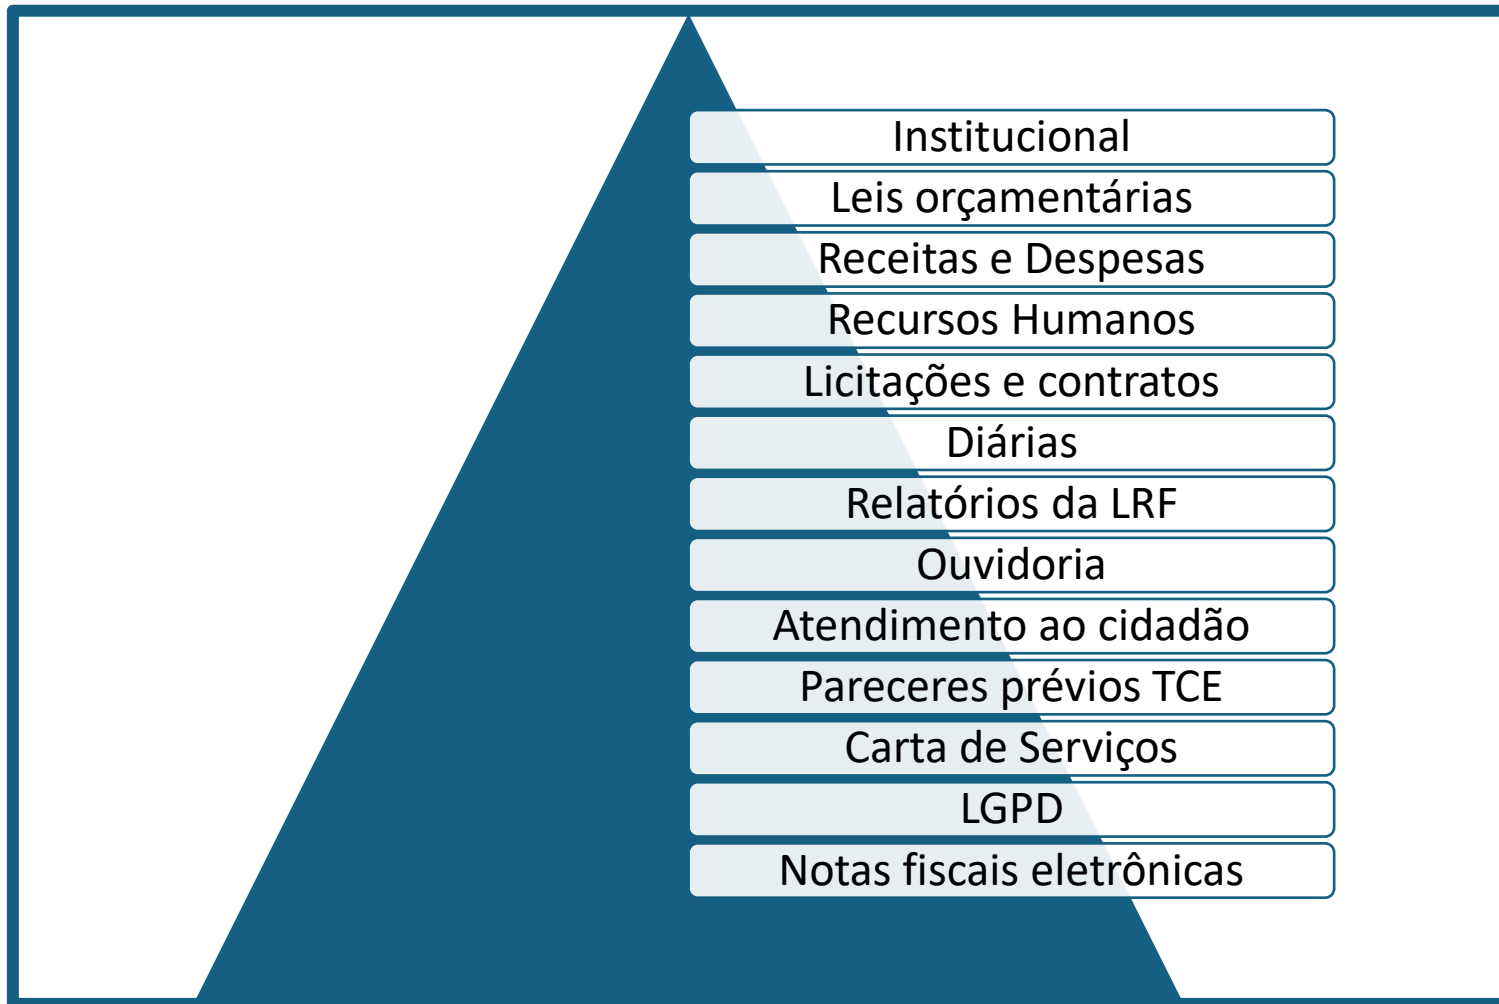 Institucional
Leis orçamentárias
Receitas e Despesas
Recursos Humanos
Licitações e contratos
Diárias
Relatórios da LRF
Ouvidoria
Atendimento ao cidadão
Pareceres prévios TCE
Carta de Serviços
LGPD
Notas fiscais eletrônicas